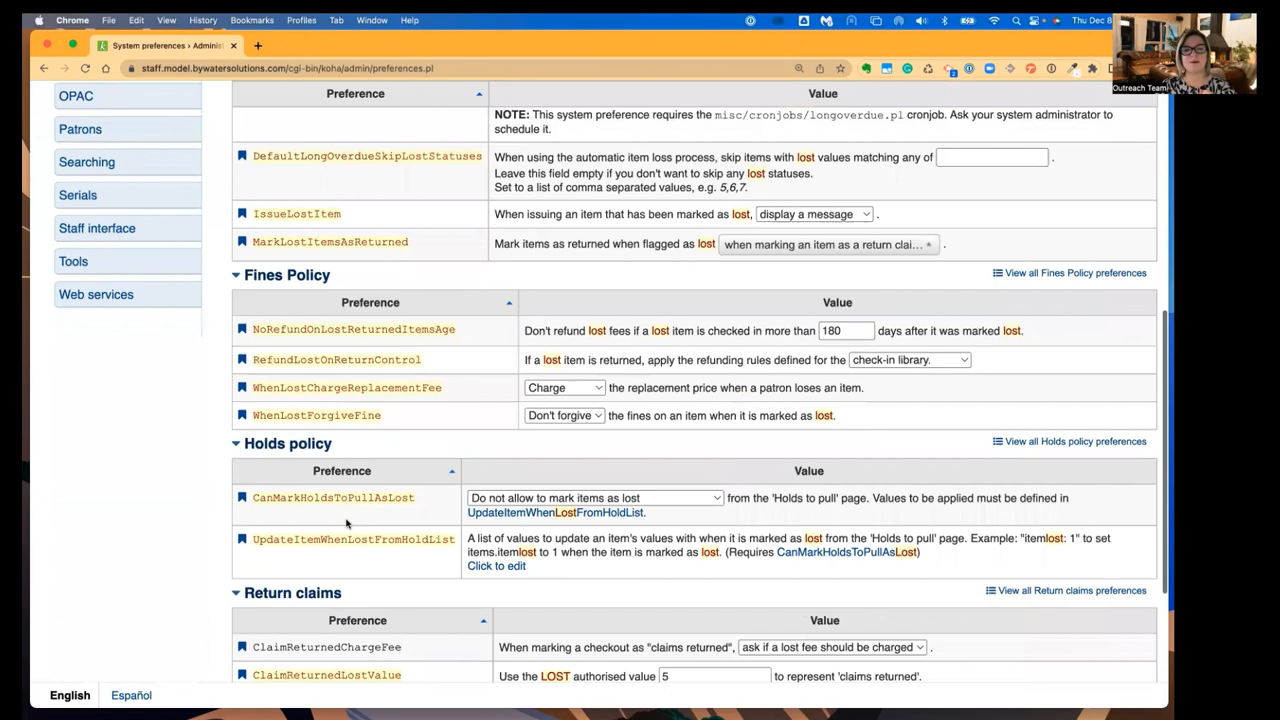 Chrome File Edit View History Bookmarks Profiles Tab Window Help Thu Dec 8
System preferences › Adminis
staff.model.bywatersolutions.com/cgi-bin/koha/admin/preferences.pl
Outreach Team
OPAC
Patrons
Searching
Serials
Staff interface
Tools
Web services
Preference Value
NOTE: This system preference requires the misc/cronjobs/longoverdue.pl cronjob. Ask your system administrator to
schedule it.
DefaultLongOverdueSkipLostStatuses When using the automatic item loss process, skip items with lost values matching any of .
Leave this field empty if you don't want to skip any lost statuses.
Set to a list of comma separated values, e.g. 5,6,7.
IssueLostItem When issuing an item that has been marked as lost, display a message .
MarkLostItemsAsReturned Mark items as returned when flagged as lost when marking an item as a return clai... .
Fines Policy View all Fines Policy preferences
Preference Value
NoRefundOnLostReturnedItemsAge Don't refund lost fees if a lost item is checked in more than 180 days after it was marked lost.
RefundLostOnReturnControl If a lost item is returned, apply the refunding rules defined for the check-in library.
WhenLostChargeReplacementFee Charge the replacement price when a patron loses an item.
WhenLostForgiveFine Don't forgive the fines on an item when it is marked as lost.
Holds policy View all Holds policy preferences
Preference Value
CanMarkHoldsToPullAsLost Do not allow to mark items as lost from the 'Holds to pull' page. Values to be applied must be defined in
UpdateItemWhenLostFromHoldList.
UpdateItemWhenLostFromHoldList A list of values to update an item's values with when it is marked as lost from the 'Holds to pull' page. Example: "itemlost: 1" to set
items.itemlost to 1 when the item is marked as lost. (Requires CanMarkHoldsToPullAsLost)
Click to edit
Return claims View all Return claims preferences
Preference Value
ClaimReturnedChargeFee When marking a checkout as "claims returned", ask if a lost fee should be charged .
ClaimReturnedLostValue Use the LOST authorised value 5 to represent 'claims returned'.
English Español